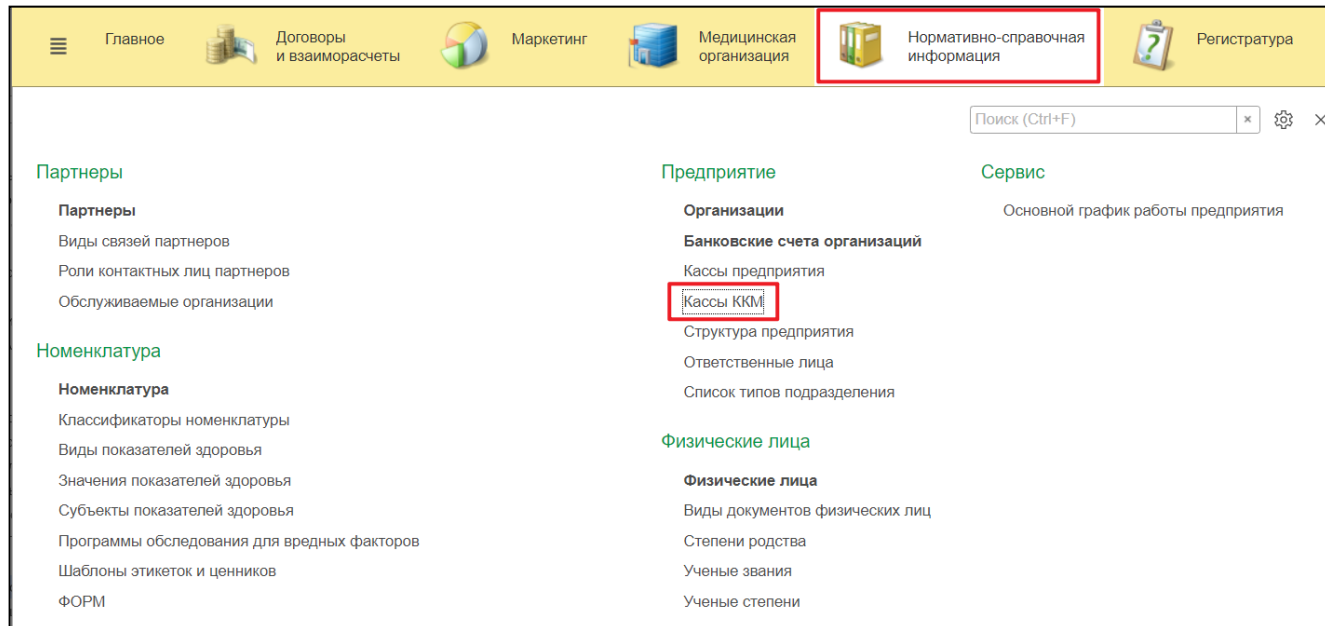 Главное
Договоры
и взаиморасчеты
Маркетинг
Медицинская
организация
Нормативно-справочная
информация
Регистратура
Поиск (Ctrl+F)
Партнеры
Партнеры
Виды связей партнеров
Роли контактных лиц партнеров
Обслуживаемые организации
Номенклатура
Номенклатура
Классификаторы номенклатуры
Виды показателей здоровья
Значения показателей здоровья
Субъекты показателей здоровья
Программы обследования для вредных факторов
Шаблоны этикеток и ценников
ФОРМ
Предприятие
Организации
Банковские счета организаций
Кассы предприятия
Кассы ККМ
Структура предприятия
Ответственные лица
Список типов подразделения
Физические лица
Физические лица
Виды документов физических лиц
Степени родства
Ученые звания
Ученые степени
Сервис
Основной график работы предприятия